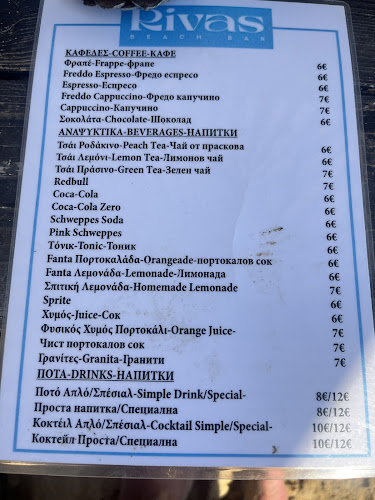 Rivas
BEACH BAR
ΚΑΦΕΔΕΣ-COFFEE-КАФЕ
Φραπέ-Frappe-фрапе 6€
Freddo Espresso-Фредо еспресо 6€
Espresso-Еспресо 6€
Freddo Cappuccino-Фредо капучино 7€
Cappuccino-Капучино 7€
Σοκολάτα-Chocolate-Шоколад 6€
ΑΝΑΨΥΚΤΙΚΑ-BEVERAGES-НАПИТКИ
Τσάι Ροδάκινο-Peach Tea-Чай от праскова 6€
Τσάι Λεμόνι-Lemon Tea-Лимонов чай 6€
Τσάι Πράσινο-Green Tea-Зелен чай 7€
Redbull 7€
Coca-Cola 6€
Coca-Cola Zero 6€
Schweppes Soda 6€
Pink Schweppes 6€
Τόνικ-Tonic-Тоник 6€
Fanta Πορτοκαλάδα-Orangeade-портокалов сок 6€
Fanta Λεμονάδα-Lemonade-Лимонада 6€
Σπιτική Λεμονάδα-Homemade Lemonade 7€
Sprite 6€
Χυμός-Juice-Сок 6€
Φυσικός Χυμός Πορτοκάλι-Orange Juice- 7€
Чист портокалов сок 7€
Γρανίτες-Granita-Гранити 7€
ΠΟΤΑ-DRINKS-НАПИТКИ
Ποτό Απλό/Σπέσιαλ-Simple Drink/Special- 8€/12€
Проста напитка/Специална 8€/12€
Κοκτέιλ Απλό/Σπέσιαλ-Cocktail Simple/Special- 10€/12€
Коктейл Проста/Специална 10€/12€